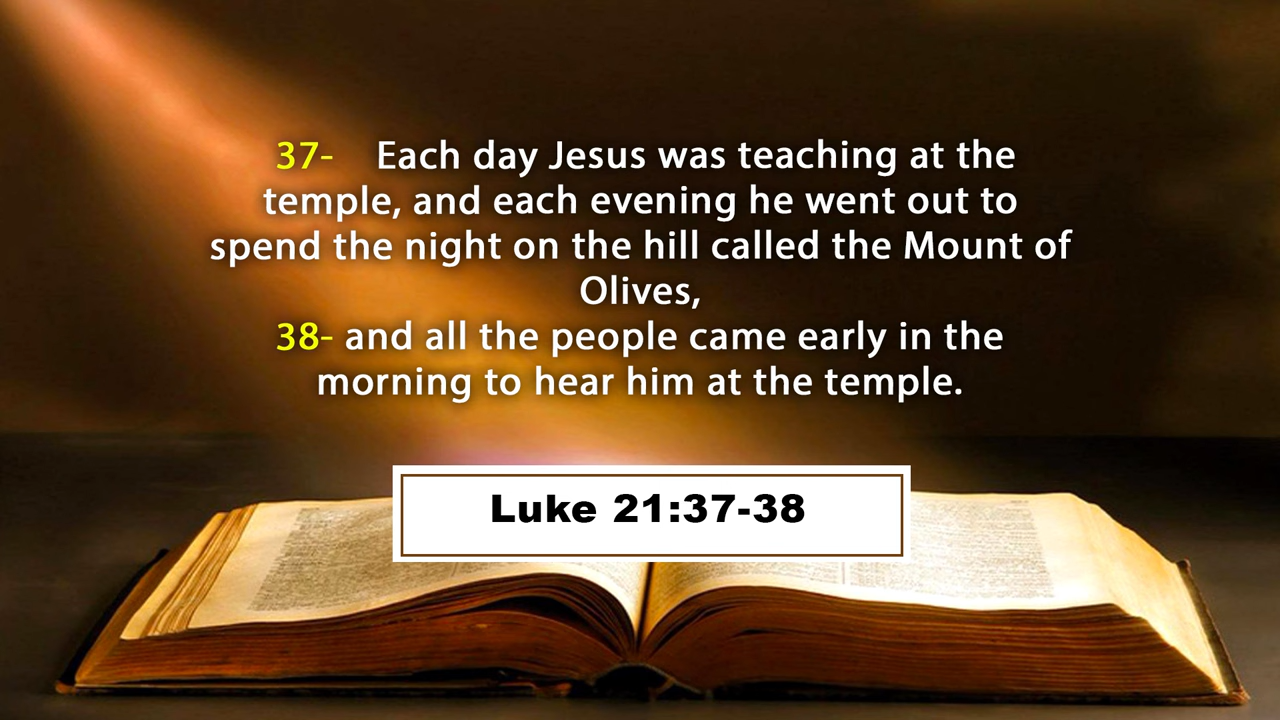 37- Each day Jesus was teaching at the
temple, and each evening he went out to
spend the night on the hill called the Mount of
Olives,
38- and all the people came early in the
morning to hear him at the temple.
Luke 21:37-38